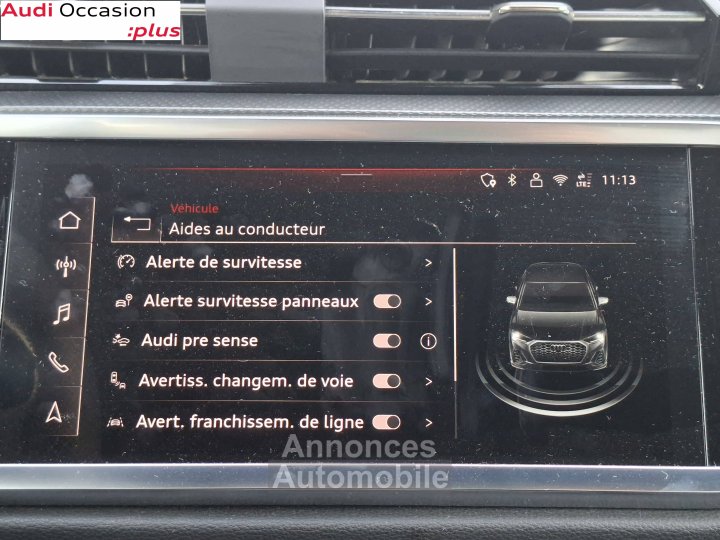 Audi Occasion
:plus
11:13
LTE
Véhicule
Aides au conducteur
Alerte de survitesse
Alerte survitesse panneaux
Audi pre sense
Avertiss. changem. de voie
Avert. franchissem. de ligne
Annonces
Automobile